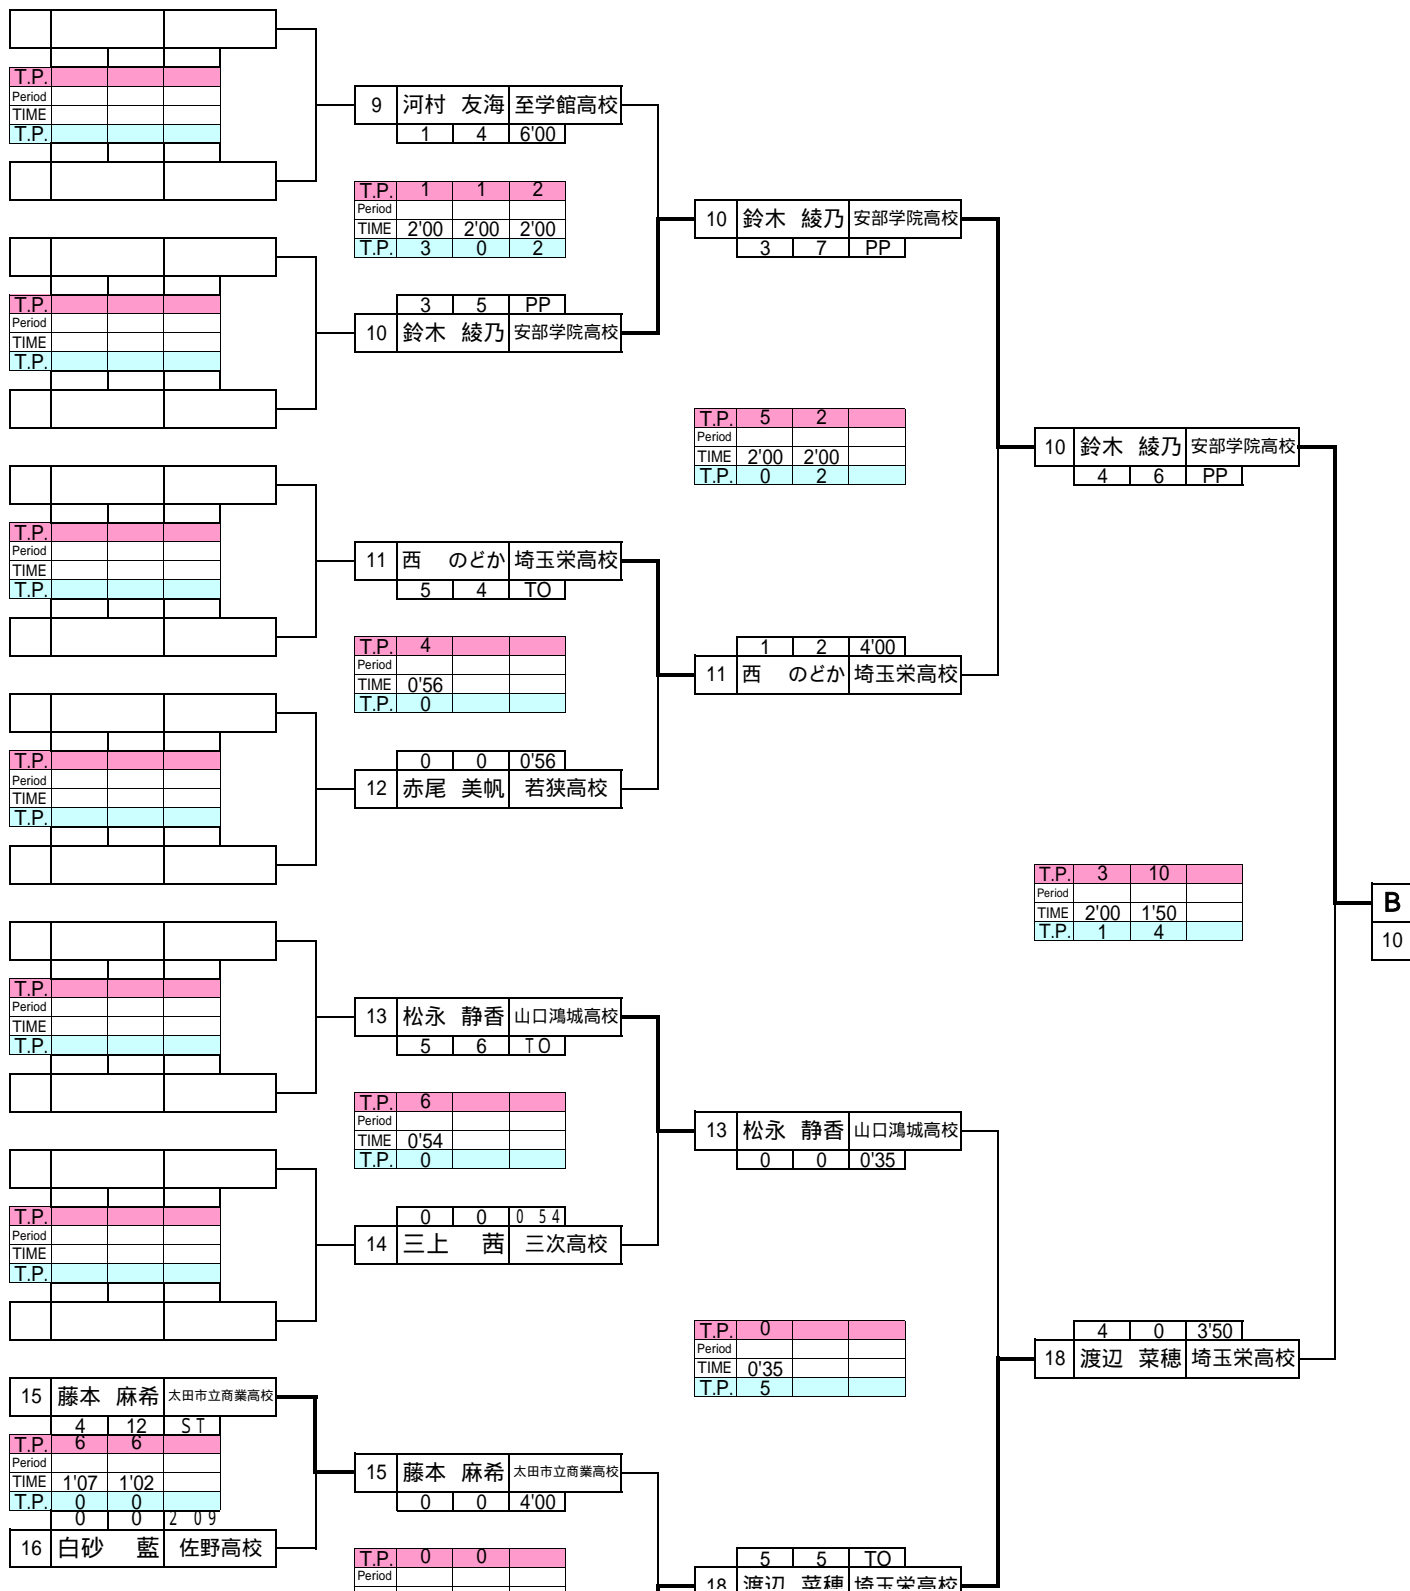 T.P.
Period
TIME
T.P.
9 河村 友海 至学館高校
1 4 6'00
T.P. 1 1 2
Period
TIME 2'00 2'00 2'00
T.P. 3 0 2
10 鈴木 綾乃 安部学院高校
3 7 PP
T.P.
Period
TIME
T.P.
3 5 PP
10 鈴木 綾乃 安部学院高校
T.P. 5 2
Period
TIME 2'00 2'00
T.P. 0 2
10 鈴木 綾乃 安部学院高校
4 6 PP
T.P.
Period
TIME
T.P.
11 西 のどか 埼玉栄高校
5 4 TO
T.P. 4
Period
TIME 0'56
T.P. 0
1 2 4'00
11 西 のどか 埼玉栄高校
T.P.
Period
TIME
T.P.
0 0 0'56
12 赤尾 美帆 若狭高校
T.P. 3 10
Period
TIME 2'00 1'50
T.P. 1 4
B
10
T.P.
Period
TIME
T.P.
13 松永 静香 山口鴻城高校
5 6 TO
T.P. 6
Period
TIME 0'54
T.P. 0
13 松永 静香 山口鴻城高校
0 0 0'35
T.P.
Period
TIME
T.P.
0 0 0 54
14 三上 茜 三次高校
T.P. 0
Period
TIME 0'35
T.P. 5
4 0 3'50
18 渡辺 菜穂 埼玉栄高校
15 藤本 麻希 太田市立商業高校
4 12 ST
T.P. 6 6
Period
TIME 1'07 1'02
T.P. 0 0
0 0 2 09
16 白砂 藍 佐野高校
15 藤本 麻希 太田市立商業高校
0 0 4'00
T.P. 0 0
Period
5 5 TO
18 渡辺 菜穂 埼玉栄高校